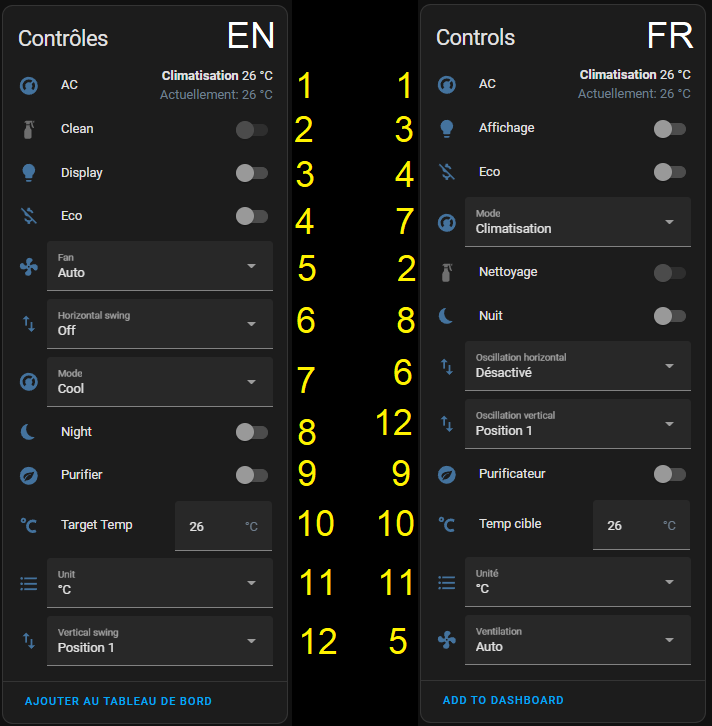 Contrôles EN
AC
Climatisation 26 °C
Actuellement: 26 °C
Clean
Display
Eco
Fan
Auto
Horizontal swing
Off
Mode
Cool
Night
Purifier
Target Temp 26 °C
Unit
°C
Vertical swing
Position 1
AJOUTER AU TABLEAU DE BORD
1 1
2 3
3 4
4 7
5 2
6 8
7 6
8 12
9 9
10 10
11 11
12 5
Controls FR
AC
Climatisation 26 °C
Actuellement: 26 °C
Affichage
Eco
Mode
Climatisation
Nettoyage
Nuit
Oscillation horizontal
Désactivé
Oscillation vertical
Position 1
Purificateur
Temp cible 26 °C
Unité
°C
Ventilation
Auto
ADD TO DASHBOARD